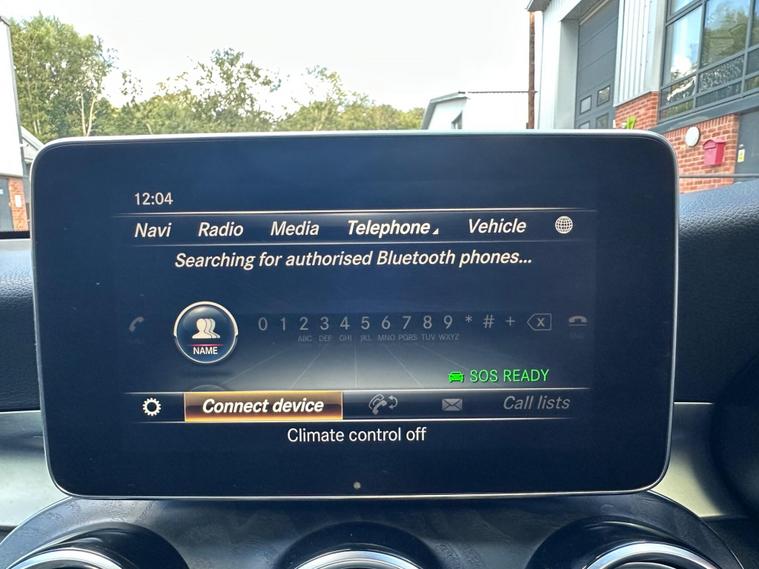 12:04
Navi Radio Media Telephone Vehicle
Searching for authorised Bluetooth phones...
NAME 0 1 2 3 4 5 6 7 8 9 * # +
ABC DEF GHI JKL MNO PQRS TUV WXYZ
SOS READY
Connect device Call lists
Climate control off